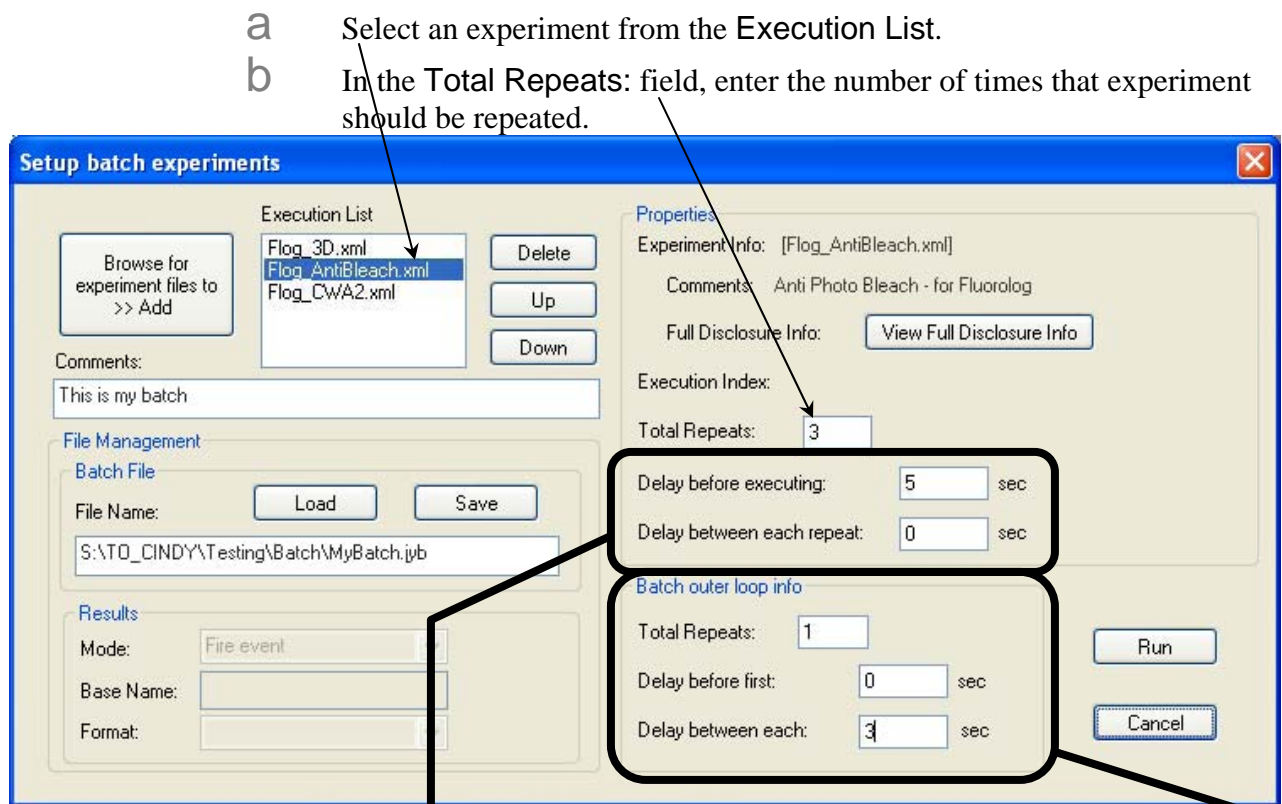 a Select an experiment from the Execution List.
b In the Total Repeats: field, enter the number of times that experiment
should be repeated.
Setup batch experiments
Execution List
Browse for
experiment files to
>> Add
Flog_3D.xml
Flog_AntiBleach.xml
Flog_CWA2.xml
Delete
Up
Down
Comments:
This is my batch
File Management
Batch File
File Name:
Load
Save
S:\TO_CINDY\Testing\Batch\MyBatch.jyb
Results
Mode: Fire event
Base Name:
Format:
Properties
Experiment Info: [Flog_AntiBleach.xml]
Comments: Anti Photo Bleach - for Fluorolog
Full Disclosure Info: View Full Disclosure Info
Execution Index:
Total Repeats: 3
Delay before executing: 5 sec
Delay between each repeat: 0 sec
Batch outer loop info
Total Repeats: 1
Delay before first: 0 sec
Delay between each: 3 sec
Run
Cancel